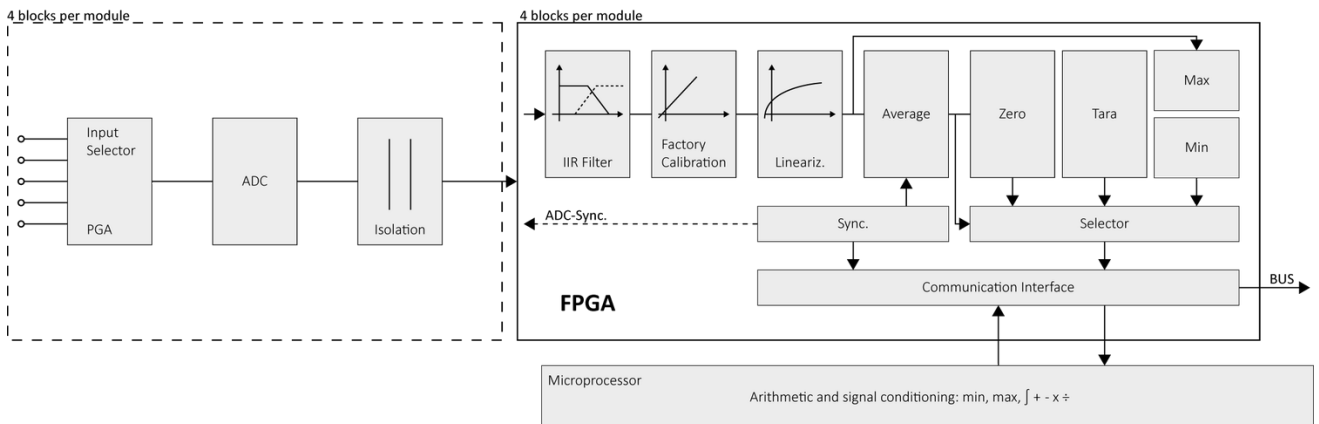 4 blocks per module
4 blocks per module
Input
Selector
PGA
ADC
Isolation
IIR Filter
Factory
Calibration
Lineariz.
Average
Zero
Tara
Max
Min
ADC-Sync.
Sync.
Selector
Communication Interface
BUS
FPGA
Microprocessor
Arithmetic and signal conditioning: min, max, ∫ + - x ÷